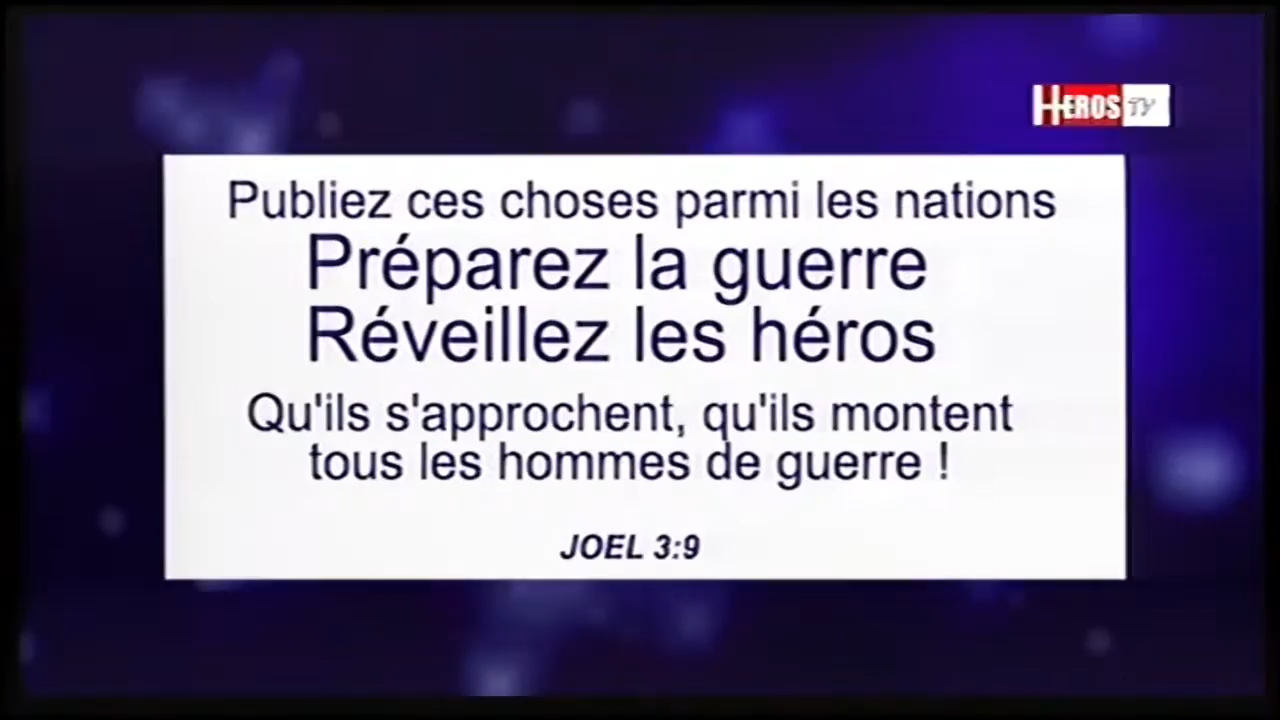 HEROS TV
Publiez ces choses parmi les nations
Préparez la guerre
Réveillez les héros
Qu'ils s'approchent, qu'ils montent
tous les hommes de guerre !
JOEL 3:9